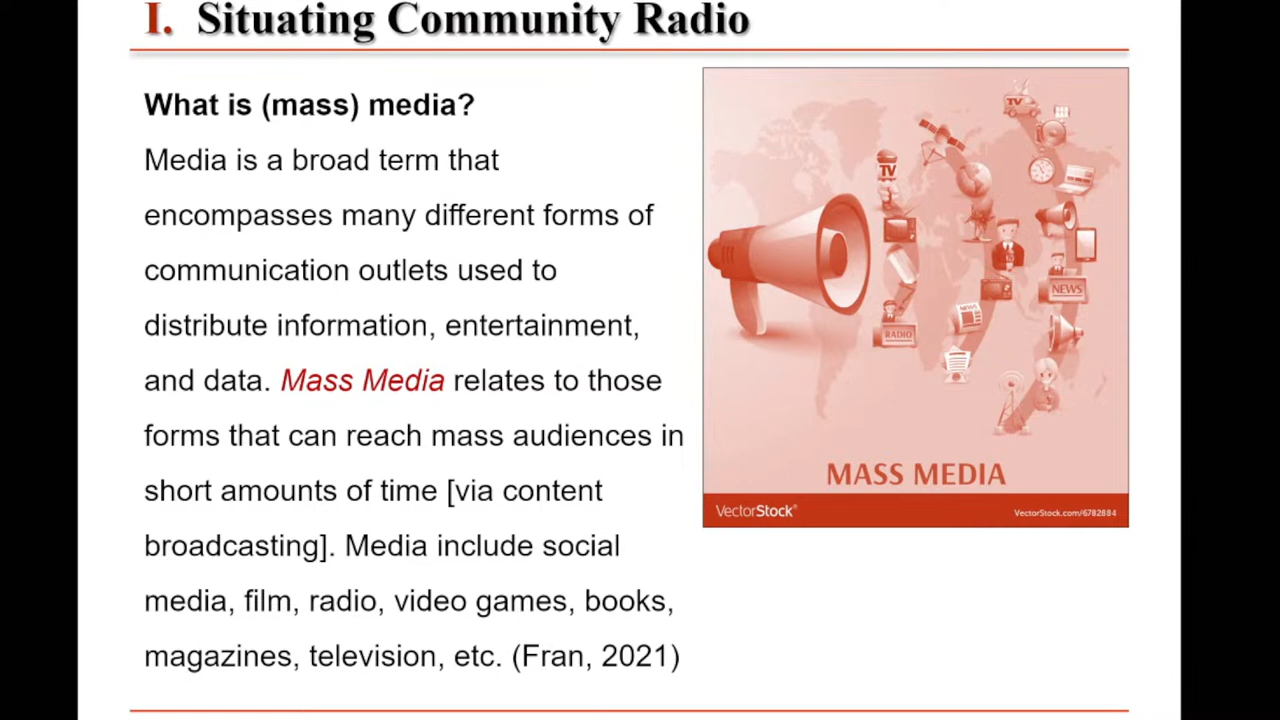 I. Situating Community Radio
What is (mass) media?
Media is a broad term that
encompasses many different forms of
communication outlets used to
distribute information, entertainment,
and data. Mass Media relates to those
forms that can reach mass audiences in
short amounts of time [via content
broadcasting]. Media include social
media, film, radio, video games, books,
magazines, television, etc. (Fran, 2021)
TV
TV
NEWS
NEWS
RADIO
MASS MEDIA
VectorStock®
VectorStock.com/6782884